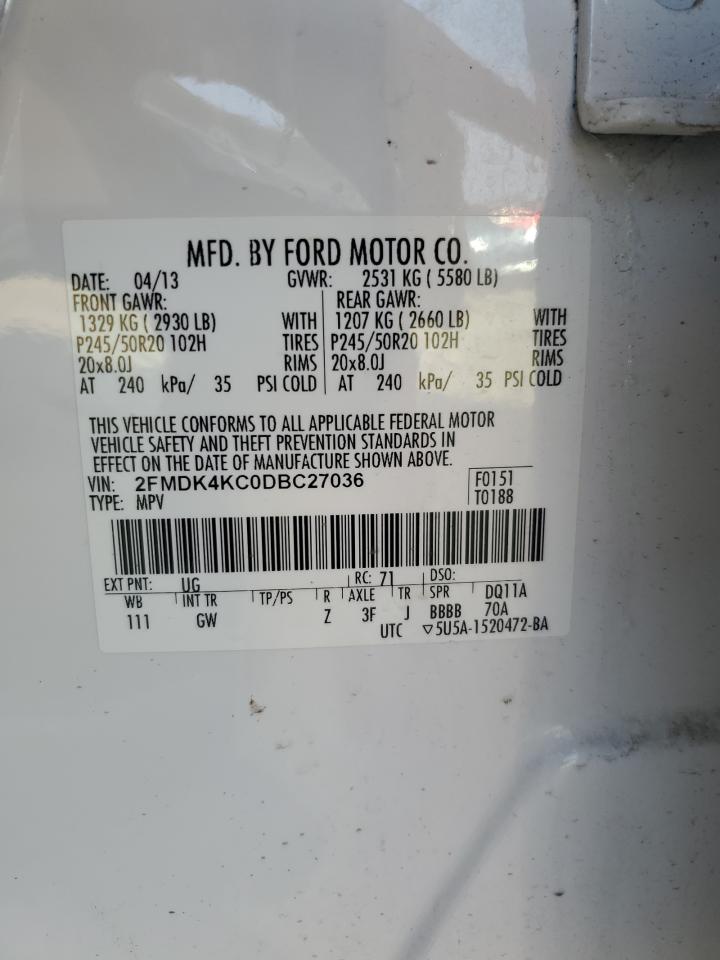 MFD. BY FORD MOTOR CO.
DATE: 04/13 GVWR: 2531 KG ( 5580 LB)
FRONT GAWR: REAR GAWR:
1329 KG ( 2930 LB) WITH 1207 KG ( 2660 LB) WITH
P245/50R20 102H TIRES P245/50R20 102H TIRES
20x8.0J RIMS 20x8.0J RIMS
AT 240 kPa/ 35 PSI COLD AT 240 kPa/ 35 PSI COLD
THIS VEHICLE CONFORMS TO ALL APPLICABLE FEDERAL MOTOR
VEHICLE SAFETY AND THEFT PREVENTION STANDARDS IN
EFFECT ON THE DATE OF MANUFACTURE SHOWN ABOVE.
VIN: 2FMDK4KC0DBC27036 F0151
TYPE: MPV T0188
EXT PNT: UG RC: 71 DSO:
WB INT TR TP/PS R AXLE TR SPR DQ11A
111 GW Z 3F J BBBB 70A
UTC ▽5U5A-1520472-BA